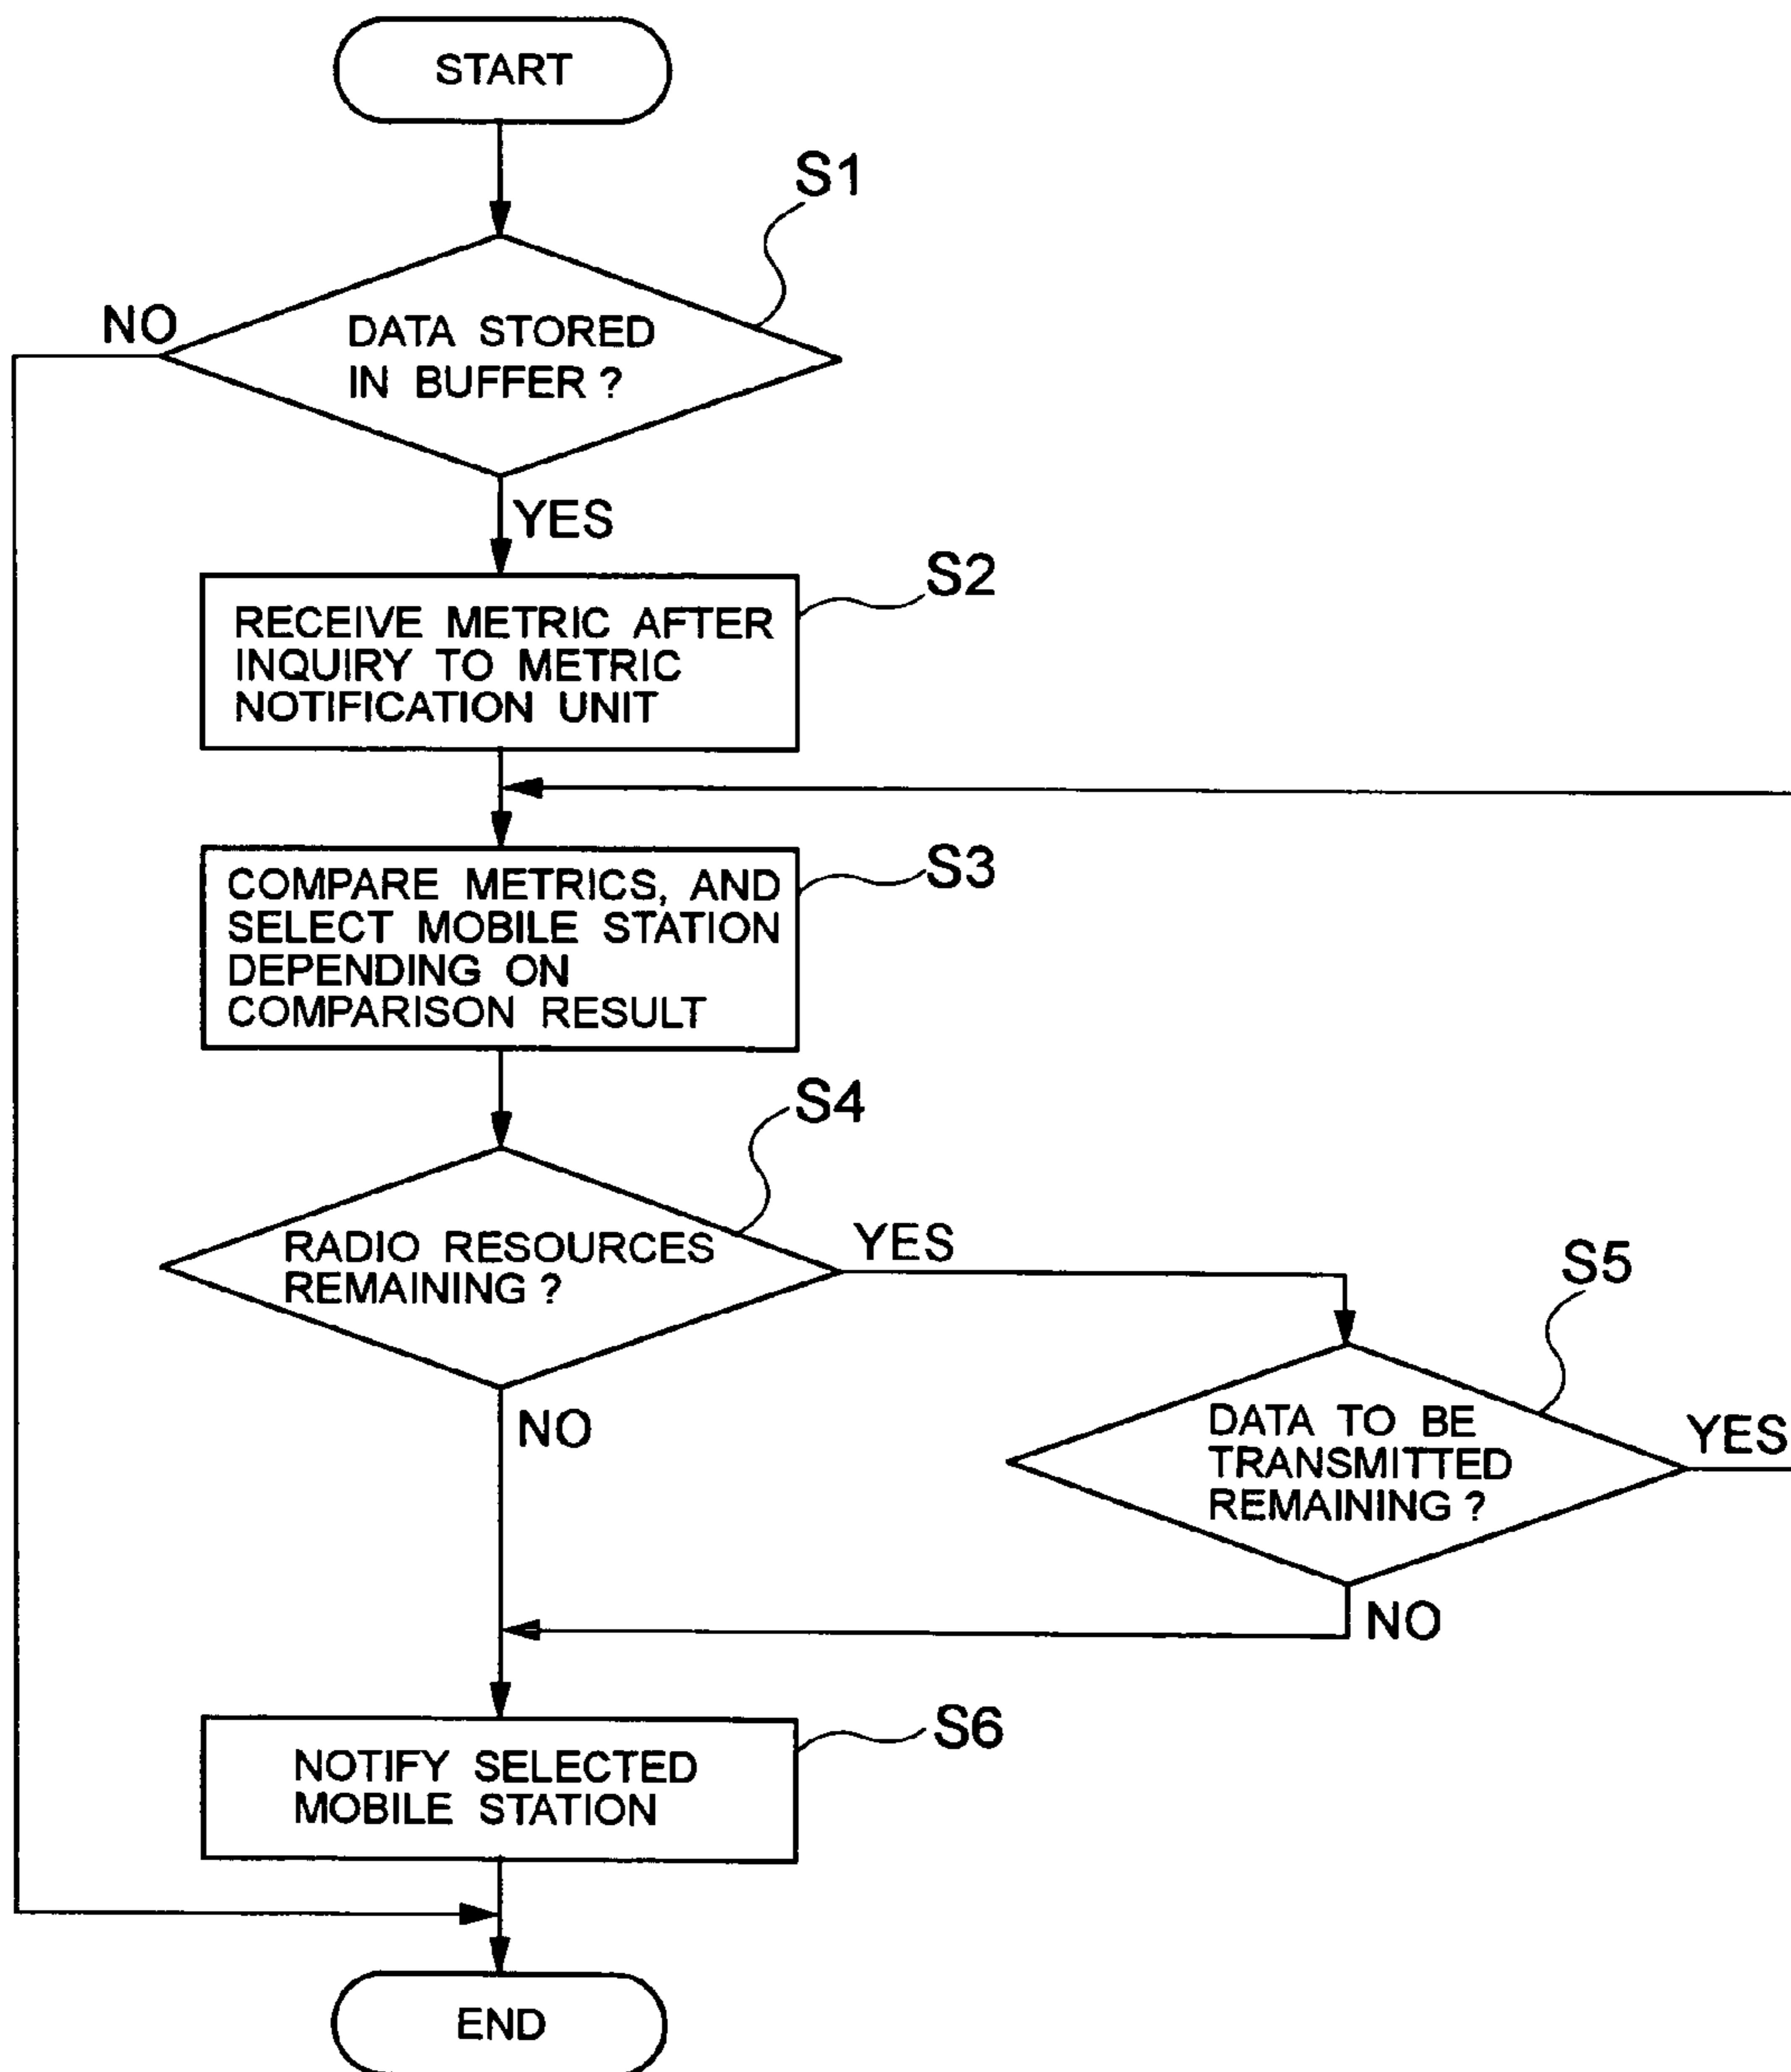 START
S1
NO
DATA STORED
IN BUFFER ?
YES
S2
RECEIVE METRIC AFTER
INQUIRY TO METRIC
NOTIFICATION UNIT
S3
COMPARE METRICS, AND
SELECT MOBILE STATION
DEPENDING ON
COMPARISON RESULT
S4
RADIO RESOURCES
REMAINING ?
YES
S5
NO
DATA TO BE
TRANSMITTED
REMAINING ?
YES
NO
S6
NOTIFY SELECTED
MOBILE STATION
END